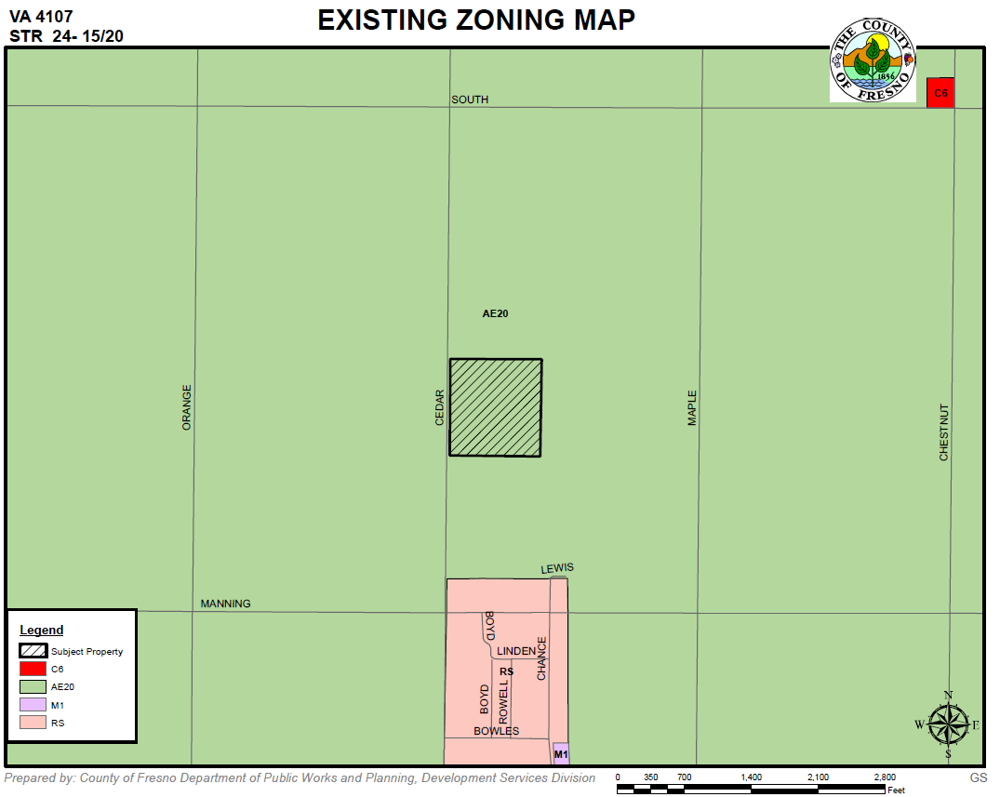 VA 4107
STR 24- 15/20
EXISTING ZONING MAP
THE COUNTY
OF FRESNO
1856
C6
SOUTH
AE20
ORANGE
CEDAR
MAPLE
CHESTNUT
LEWIS
MANNING
BOYD
LINDEN
CHANCE
RS
BOYD
ROWELL
BOWLES
M1
Legend
Subject Property
C6
AE20
M1
RS
N
W E
S
Prepared by: County of Fresno Department of Public Works and Planning, Development Services Division
0 350 700 1,400 2,100 2,800
Feet
GS